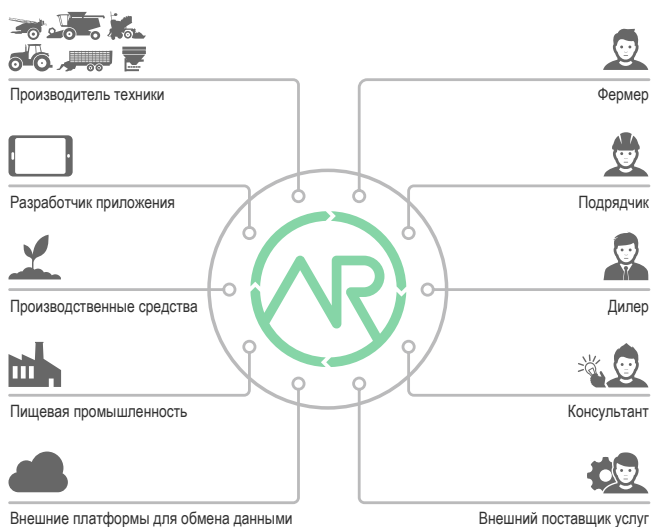 Производитель техники
Фермер
Разработчик приложения
Подрядчик
Производственные средства
Дилер
AR
Пищевая промышленность
Консультант
Внешние платформы для обмена данными
Внешний поставщик услуг